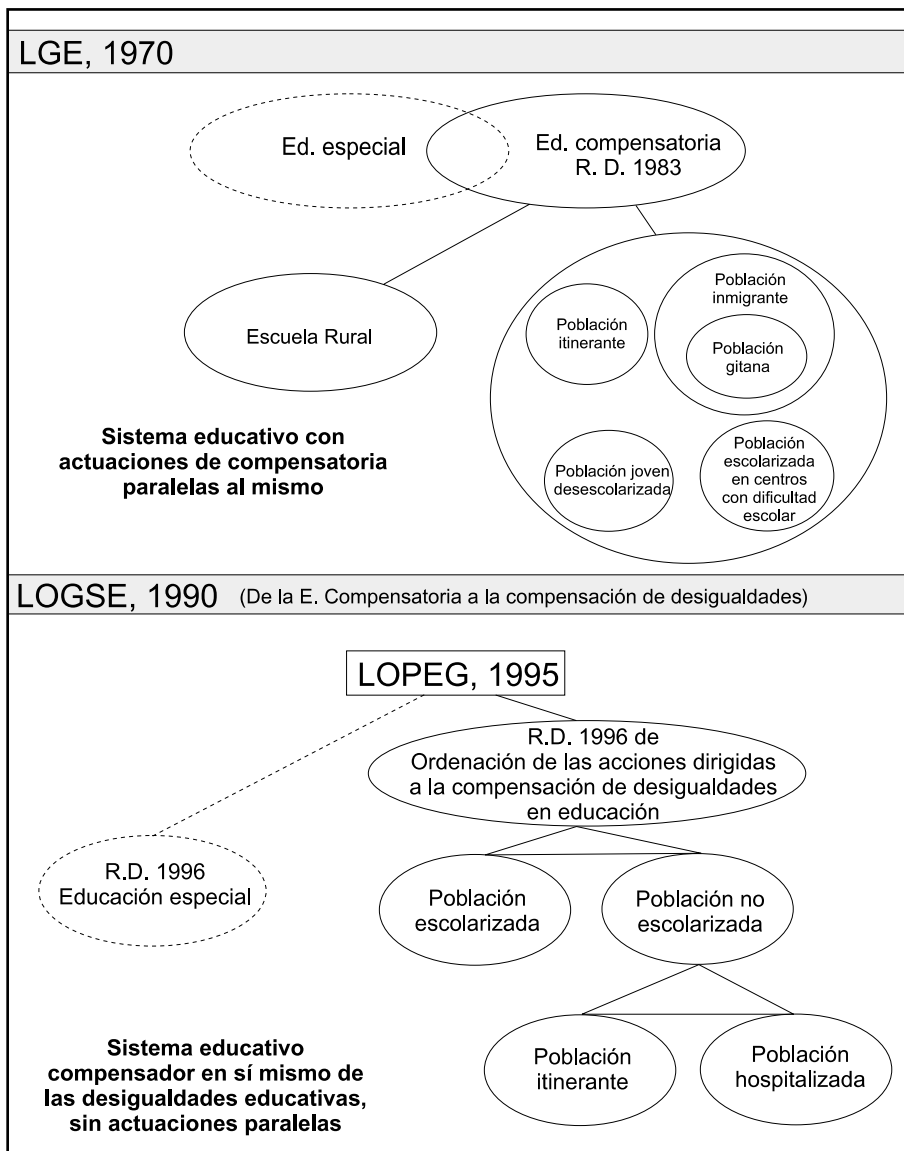 LGE, 1970
Ed. especial
Ed. compensatoria
R. D. 1983
Escuela Rural
Población
itinerante
Población
inmigrante
Población
gitana
Población joven
desescolarizada
Población
escolarizada
en centros
con dificultad
escolar
Sistema educativo con
actuaciones de compensatoria
paralelas al mismo
LOGSE, 1990 (De la E. Compensatoria a la compensación de desigualdades)
LOPEG, 1995
R.D. 1996 de
Ordenación de las acciones dirigidas
a la compensación de desigualdades
en educación
R.D. 1996
Educación especial
Población
escolarizada
Población no
escolarizada
Población
itinerante
Población
hospitalizada
Sistema educativo
compensador en sí mismo de
las desigualdades educativas,
sin actuaciones paralelas